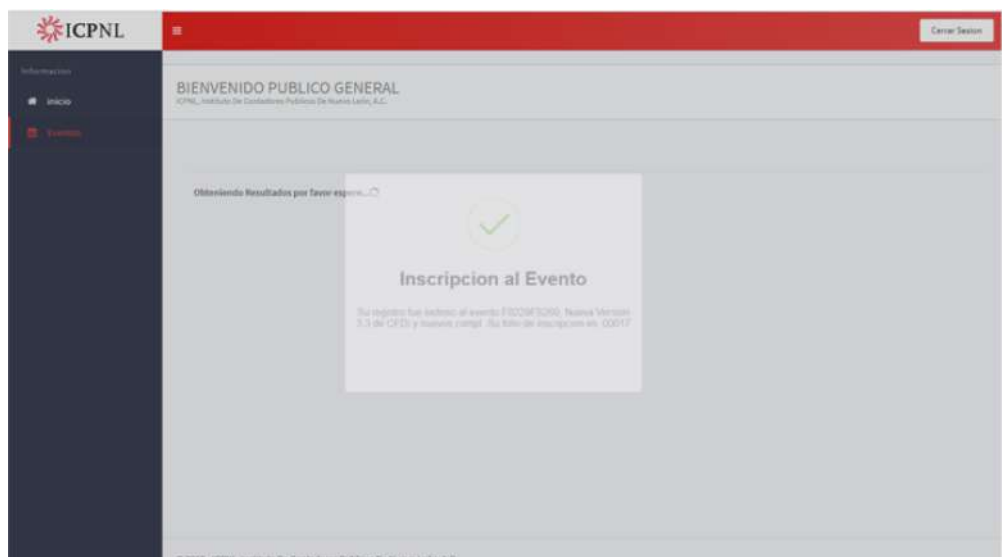 ICPNL
Cerrar Sesion
Informacion
inicio
Eventos
BIENVENIDO PUBLICO GENERAL
ICPNL, Instituto De Contadores Publicos De Nuevo León, A.C.
Obteniendo Resultados por favor espere...
Inscripcion al Evento
Su registro fue exitoso al evento Nueva Version
3.3 de CFDI y nuevos compl. Su folio de inscripcion es: 00017